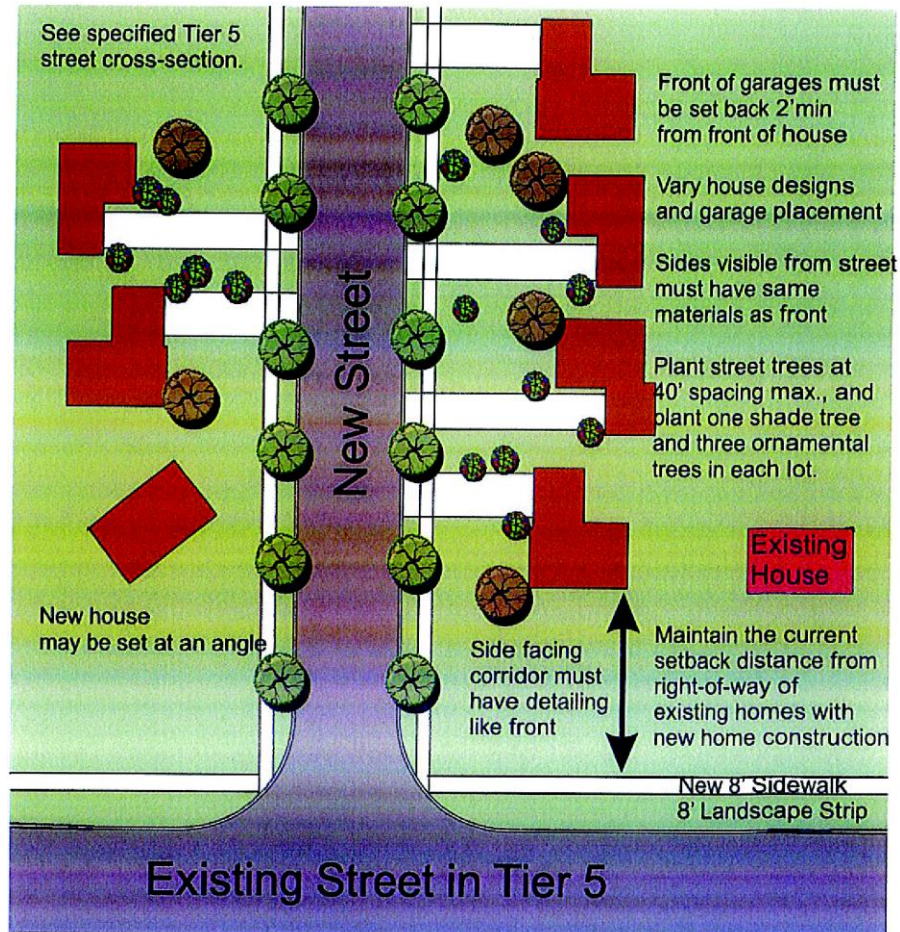 See specified Tier 5
street cross-section.
Front of garages must
be set back 2'min
from front of house
Vary house designs
and garage placement
Sides visible from street
must have same
materials as front
Plant street trees at
40' spacing max., and
plant one shade tree
and three ornamental
trees in each lot.
New Street
Existing
House
New house
may be set at an angle
Side facing
corridor must
have detailing
like front
Maintain the current
setback distance from
right-of-way of
existing homes with
new home construction
New 8' Sidewalk
8' Landscape Strip
Existing Street in Tier 5